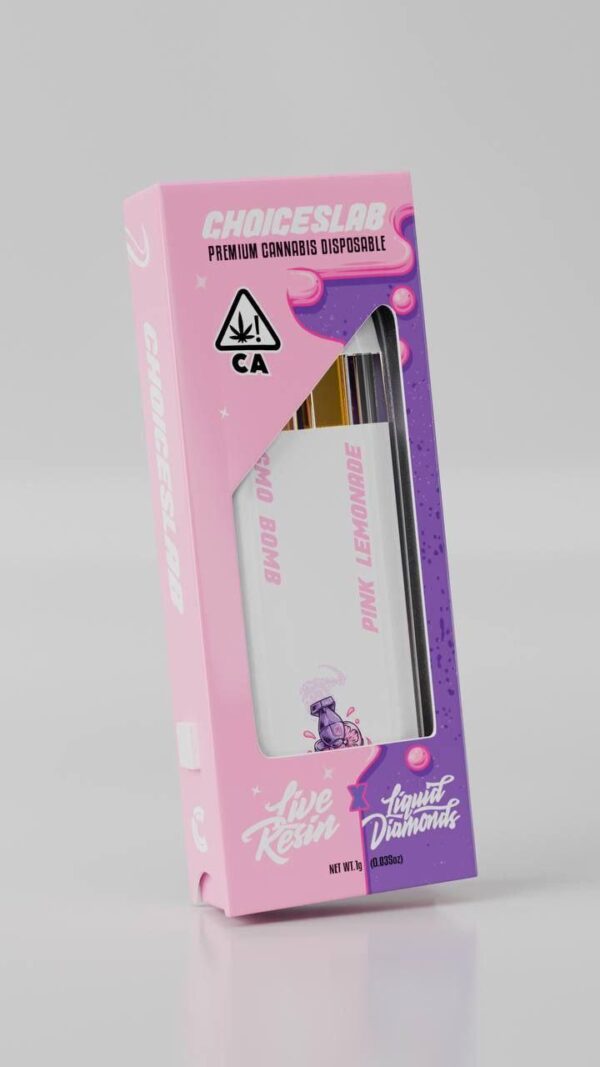 CHOICESLAB
PREMIUM CANNABIS DISPOSABLE
!
CA
CHOICESLAB
BOMB
PINK LEMONADE
Live
Resin
X
Liquid
Diamonds
NET WT. 1g (0.035oz)